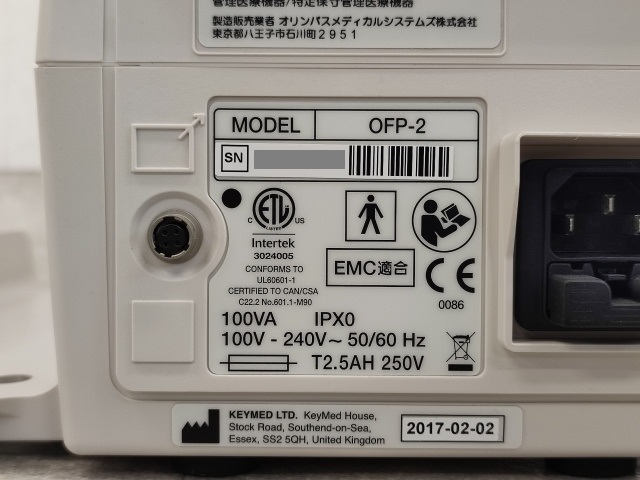 管理医療機器/特定保守管理医療機器
製造販売業者 オリンパスメディカルシステムズ株式会社
東京都八王子市石川町2951
MODEL OFP-2
SN
ETL
C US
LISTED
Intertek
3024005
CONFORMS TO
UL60601-1
CERTIFIED TO CAN/CSA
C22.2 No.601.1-M90
EMC適合
CE
0086
100VA IPX0
100V - 240V~ 50/60 Hz
T2.5AH 250V
KEYMED LTD. KeyMed House,
Stock Road, Southend-on-Sea,
Essex, SS2 5QH, United Kingdom
2017-02-02